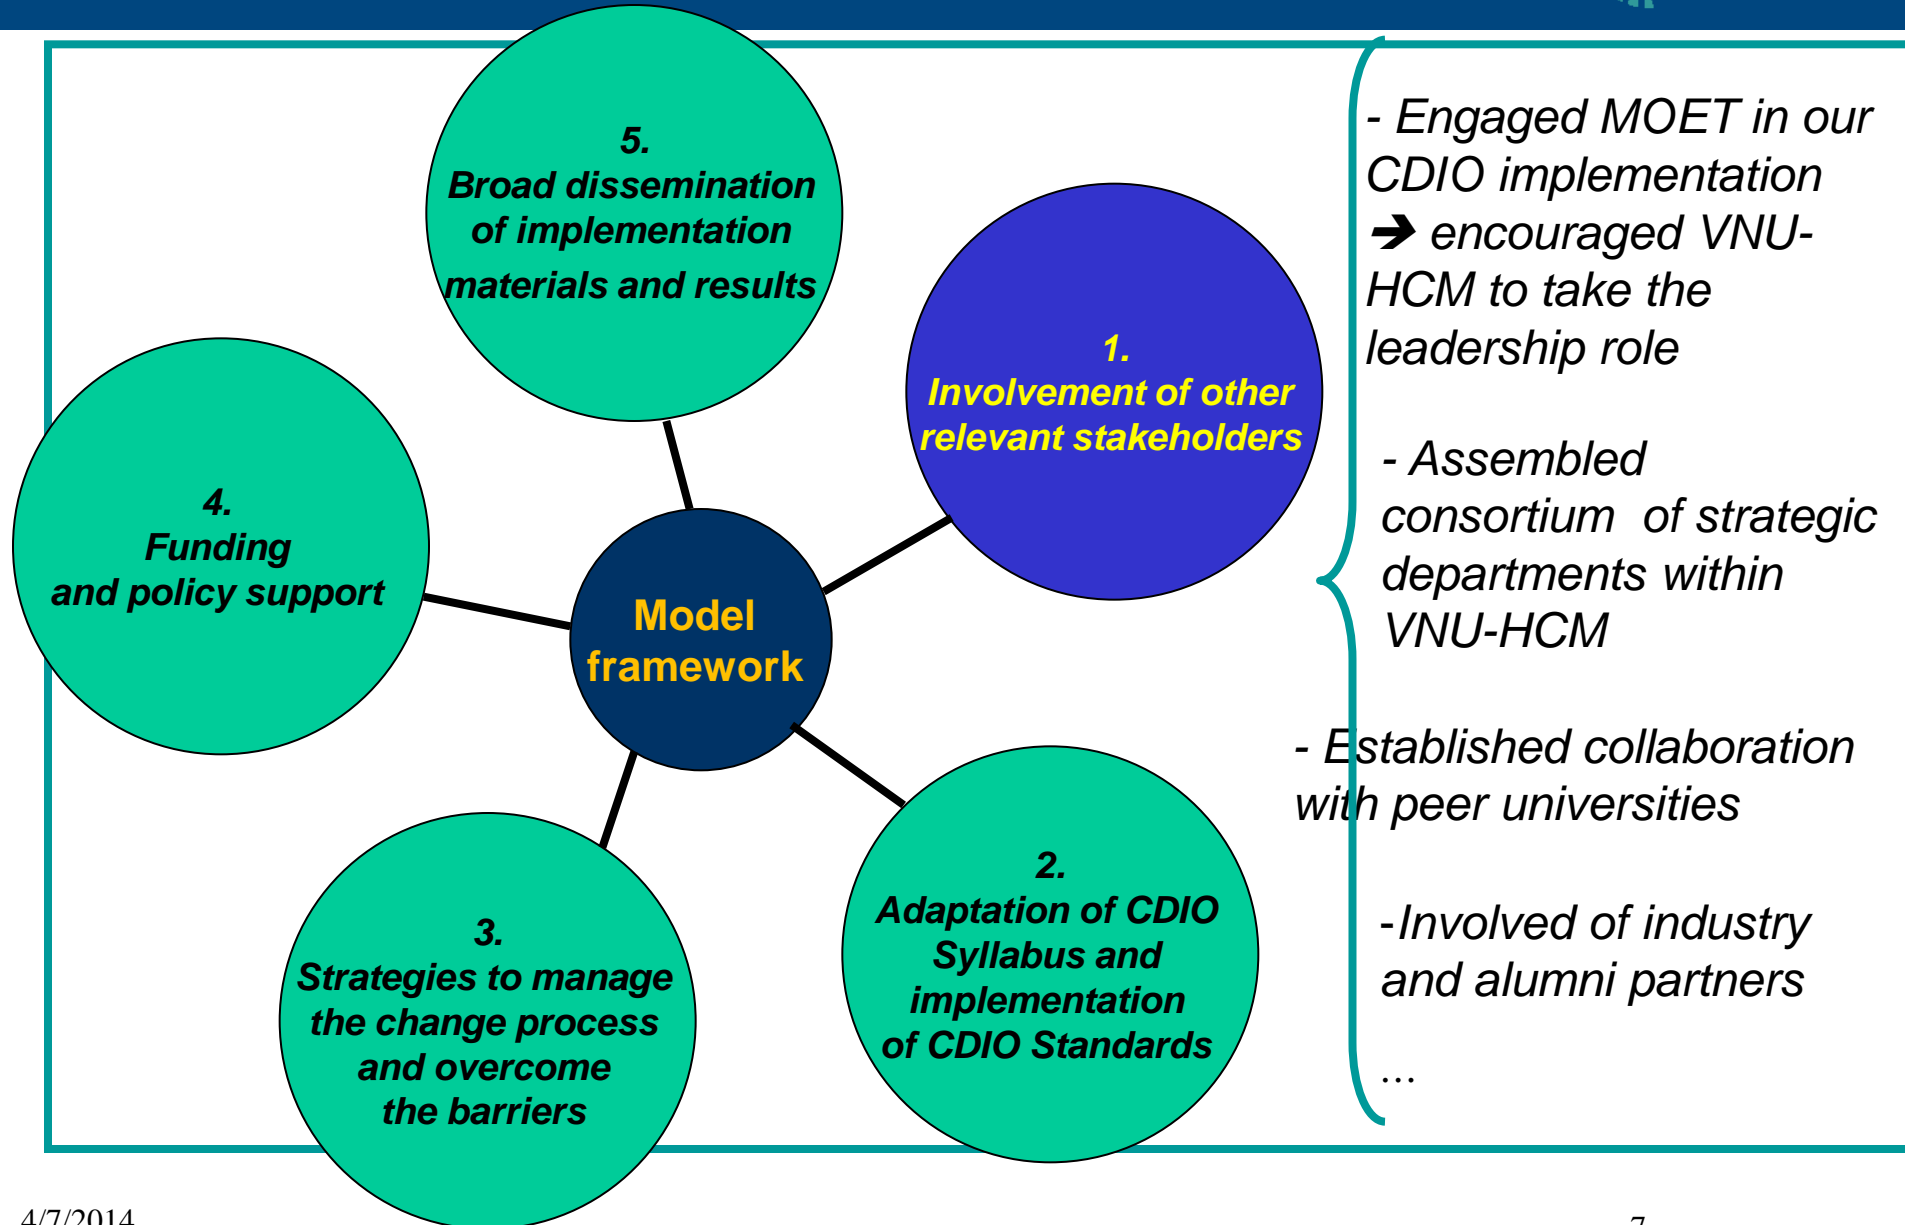 5.
Broad dissemination
of implementation
materials and results
1.
Involvement of other
relevant stakeholders
4.
Funding
and policy support
Model
framework
3.
Strategies to manage
the change process
and overcome
the barriers
2.
Adaptation of CDIO
Syllabus and
implementation
of CDIO Standards
- Engaged MOET in our
CDIO implementation
➔ encouraged VNU-
HCM to take the
leadership role
- Assembled
consortium  of strategic
departments within
VNU-HCM
- Established collaboration
with peer universities
-Involved of industry
and alumni partners
…
4/7/2014
7